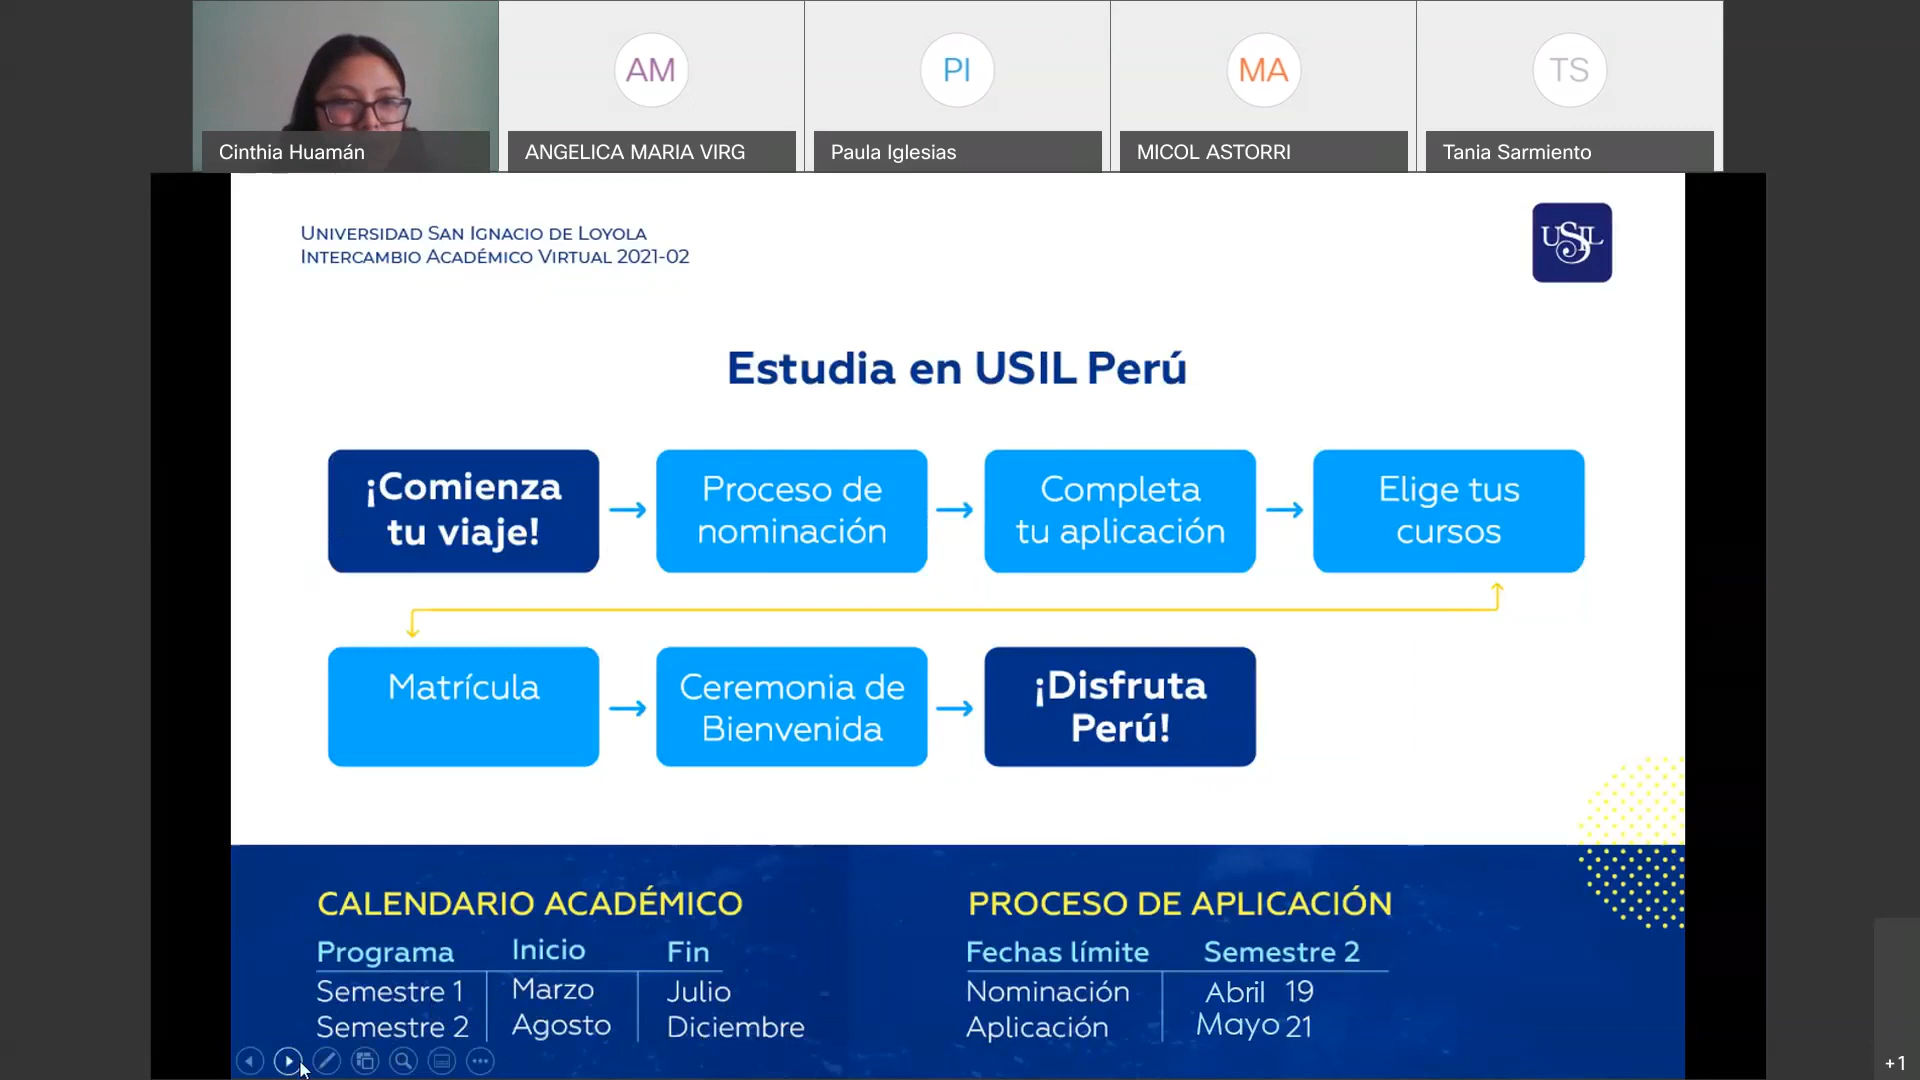 AM
PI
MA
TS
Cinthia Huamán
ANGELICA MARIA VIRG
Paula Iglesias
MICOL ASTORRI
Tania Sarmiento
UNIVERSIDAD SAN IGNACIO DE LOYOLA
INTERCAMBIO ACADÉMICO VIRTUAL 2021-02
USIL
Estudia en USIL Perú
¡Comienza
tu viaje!
Proceso de
nominación
Completa
tu aplicación
Elige tus
cursos
Matrícula
Ceremonia de
Bienvenida
¡Disfruta
Perú!
CALENDARIO ACADÉMICO
Programa Inicio Fin
Semestre 1 Marzo Julio
Semestre 2 Agosto Diciembre
PROCESO DE APLICACIÓN
Fechas límite Semestre 2
Nominación Abril 19
Aplicación Mayo 21
+1